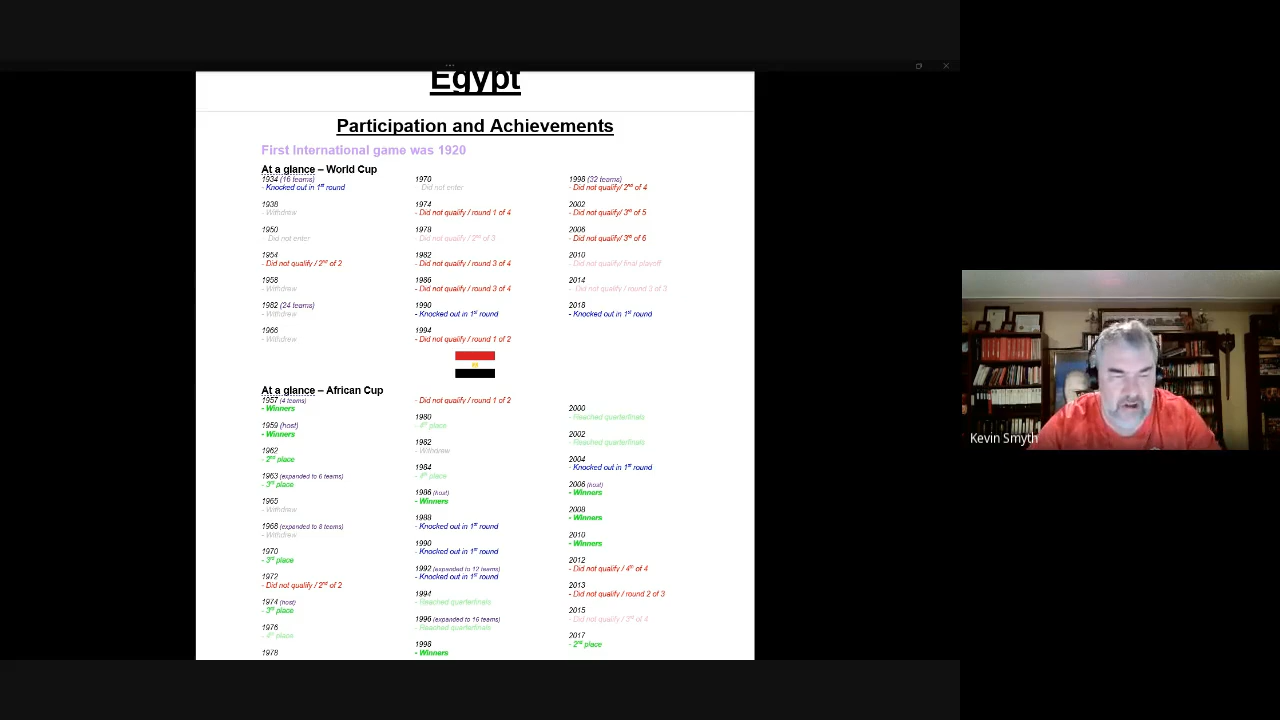 Egypt
Participation and Achievements
First International game was 1920
At a glance – World Cup
1934 (16 teams)
- Knocked out in 1st round
1938
- Withdrew
1950
- Did not enter
1954
- Did not qualify / 2nd of 2
1958
- Withdrew
1982 (24 teams)
- Withdrew
1966
- Withdrew
1970
- Did not enter
1974
- Did not qualify / round 1 of 4
1978
- Did not qualify / 2nd of 3
1982
- Did not qualify / round 3 of 4
1986
- Did not qualify / round 3 of 4
1990
- Knocked out in 1st round
1994
- Did not qualify / round 1 of 2
1998 (32 teams)
- Did not qualify/ 2nd of 4
2002
- Did not qualify/ 3rd of 5
2006
- Did not qualify/ 3rd of 6
2010
- Did not qualify/ final playoff
2014
- Did not qualify / round 3 of 3
2018
- Knocked out in 1st round
At a glance – African Cup
1957 (4 teams)
- Winners
1959 (host)
- Winners
1962
- 2nd place
1963 (expanded to 6 teams)
- 3rd place
1965
- Withdrew
1968 (expanded to 8 teams)
- Withdrew
1970
- 3rd place
1972
- Did not qualify / 2nd of 2
1974 (host)
- 3rd place
1976
- 4th place
1978
- Did not qualify / round 1 of 2
1980
- 4th place
1982
- Withdrew
1984
- 4th place
1986 (host)
- Winners
1988
- Knocked out in 1st round
1990
- Knocked out in 1st round
1992 (expanded to 12 teams)
- Knocked out in 1st round
1994
- Reached quarterfinals
1996 (expanded to 16 teams)
- Reached quarterfinals
1998
- Winners
2000
- Reached quarterfinals
2002
- Reached quarterfinals
2004
- Knocked out in 1st round
2006 (host)
- Winners
2008
- Winners
2010
- Winners
2012
- Did not qualify / 4th of 4
2013
- Did not qualify / round 2 of 3
2015
- Did not qualify / 3rd of 4
2017
- 2nd place
Kevin Smyth